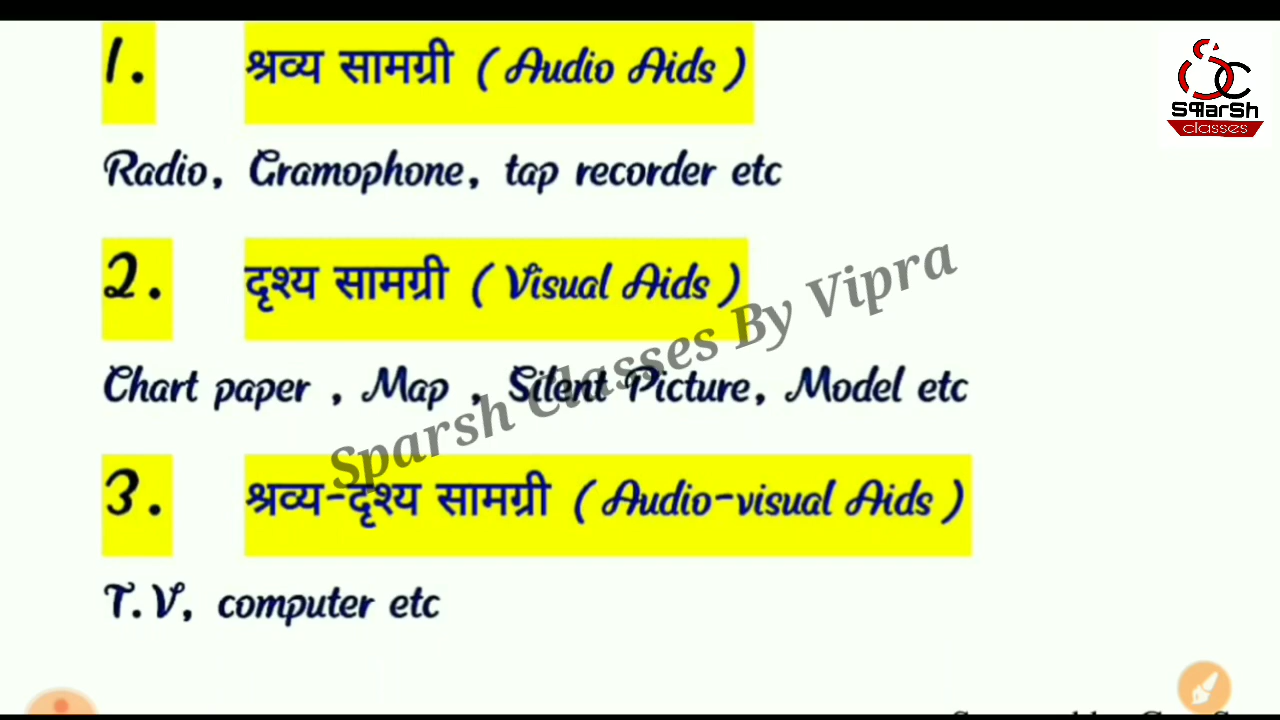 1. श्रव्य सामग्री ( Audio Aids )
SपarSh
classes
Radio, Gramophone, tap recorder etc
2. दृश्य सामग्री ( Visual Aids )
Sparsh Classes By Vipra
Chart paper , Map , Silent Picture, Model etc
3. श्रव्य-दृश्य सामग्री ( Audio-visual Aids )
T.V, computer etc